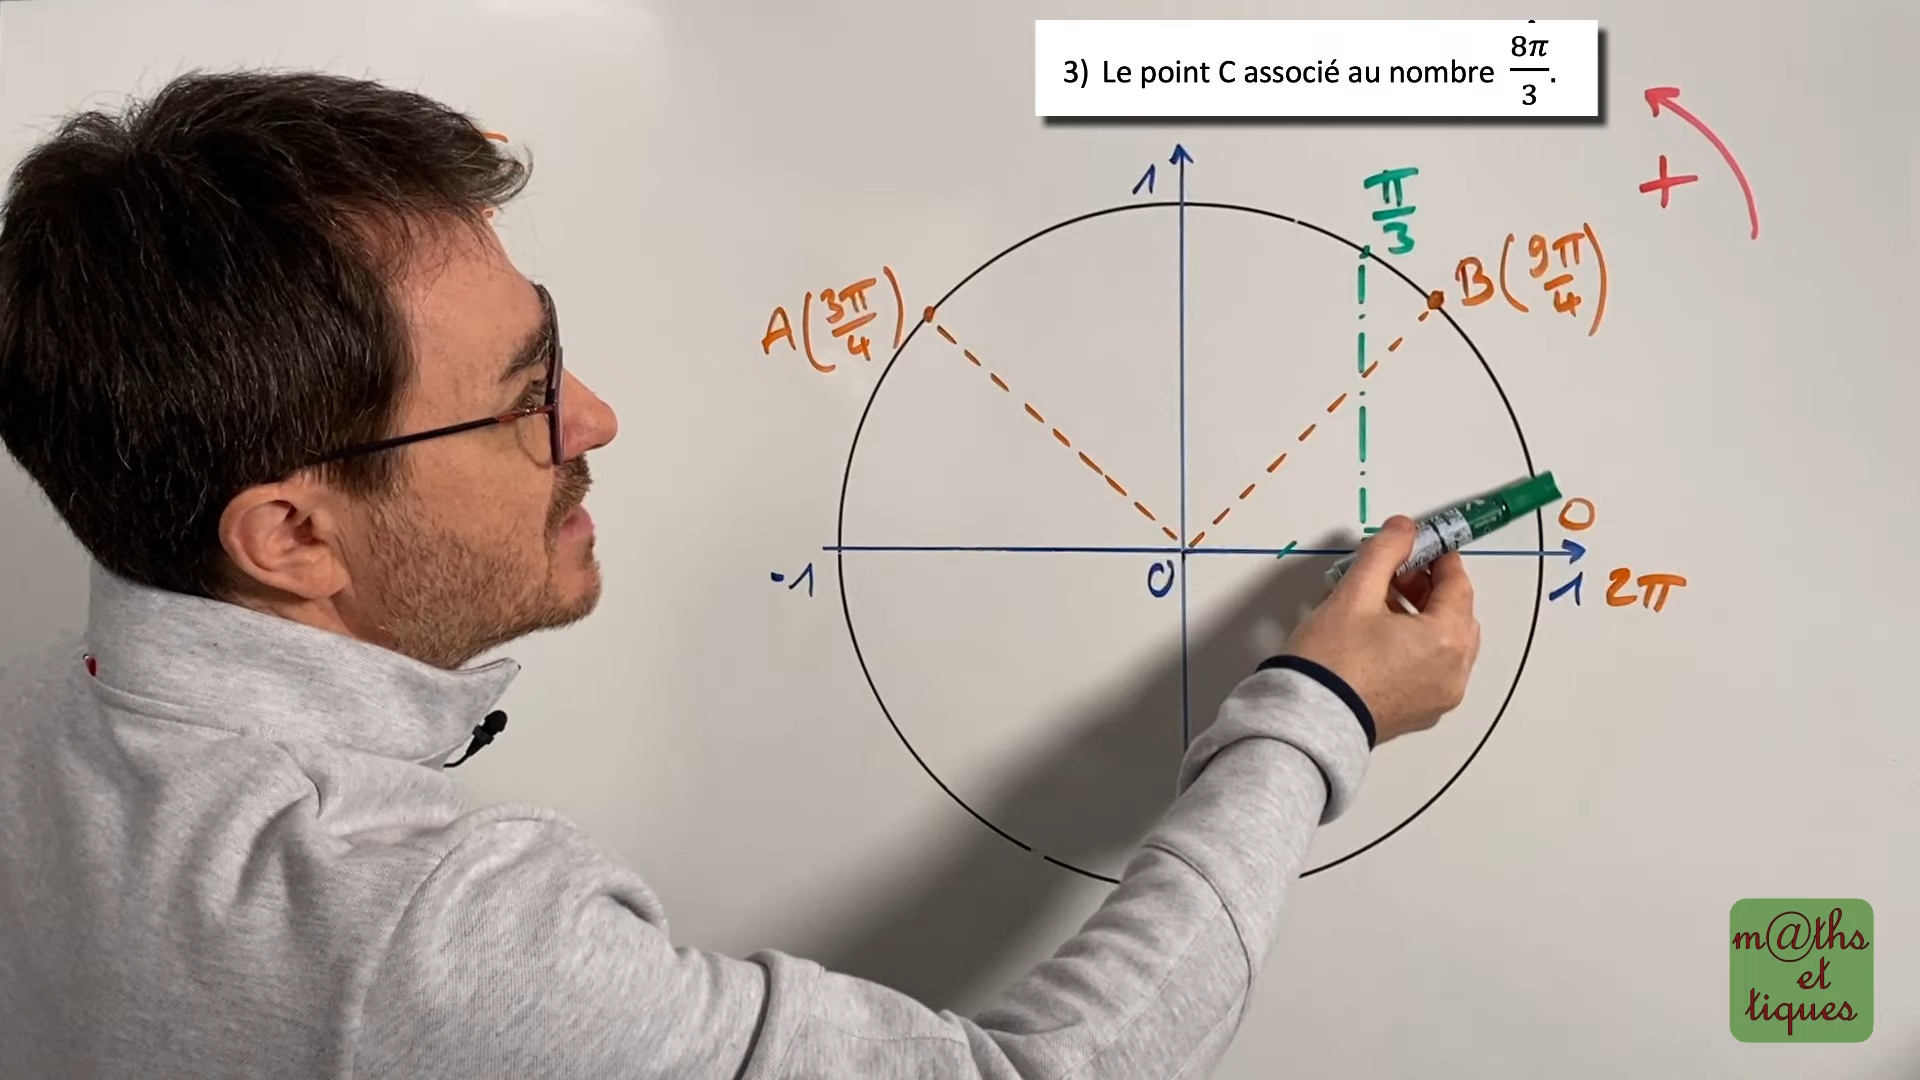 3) Le point C associé au nombre 8π/3.
+
1
π/3
B(9π/4)
A(3π/4)
0
-1
0
1
2π
m@ths
et
tiques